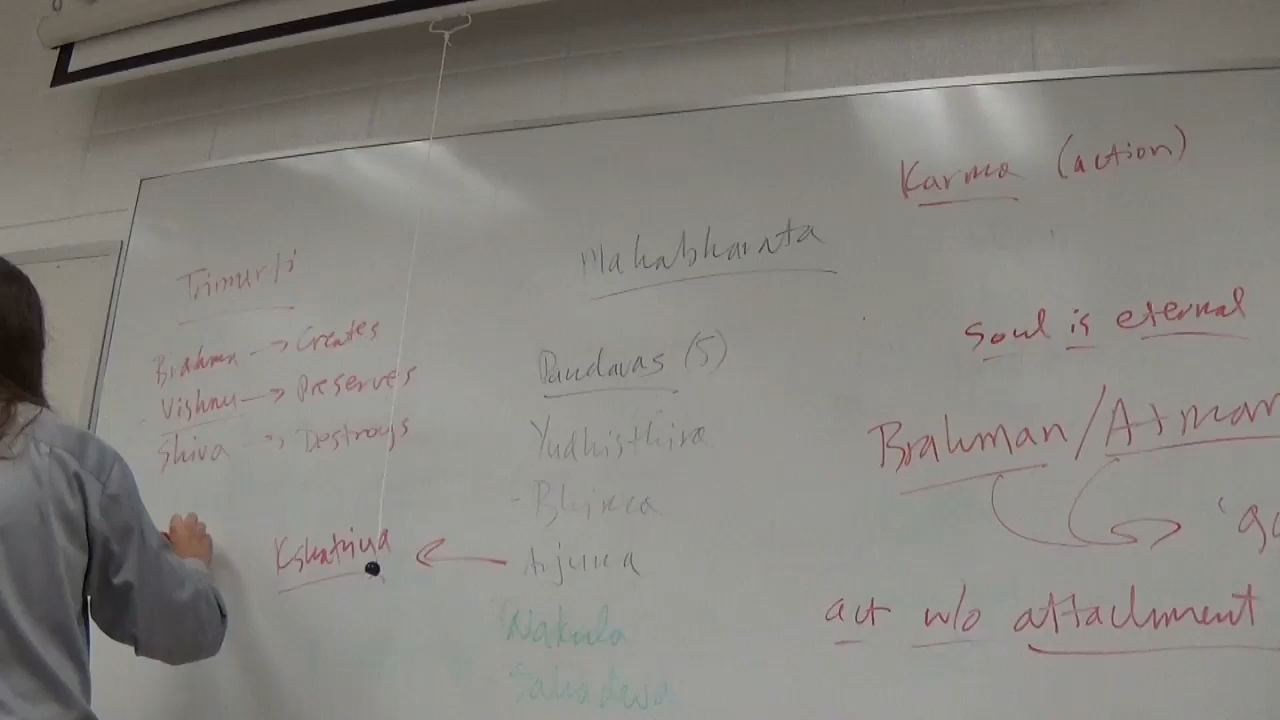 Trimurti
Brahma → Creates
Vishnu → Preserves
Shiva → Destroys
Kshatriya
Mahabharata
Pandavas (5)
Yudhisthira
- Bhima
← Arjuna
Nakula
Sahadeva
Karma (action)
Soul is eternal
Brahman/Atman
act w/o attachment